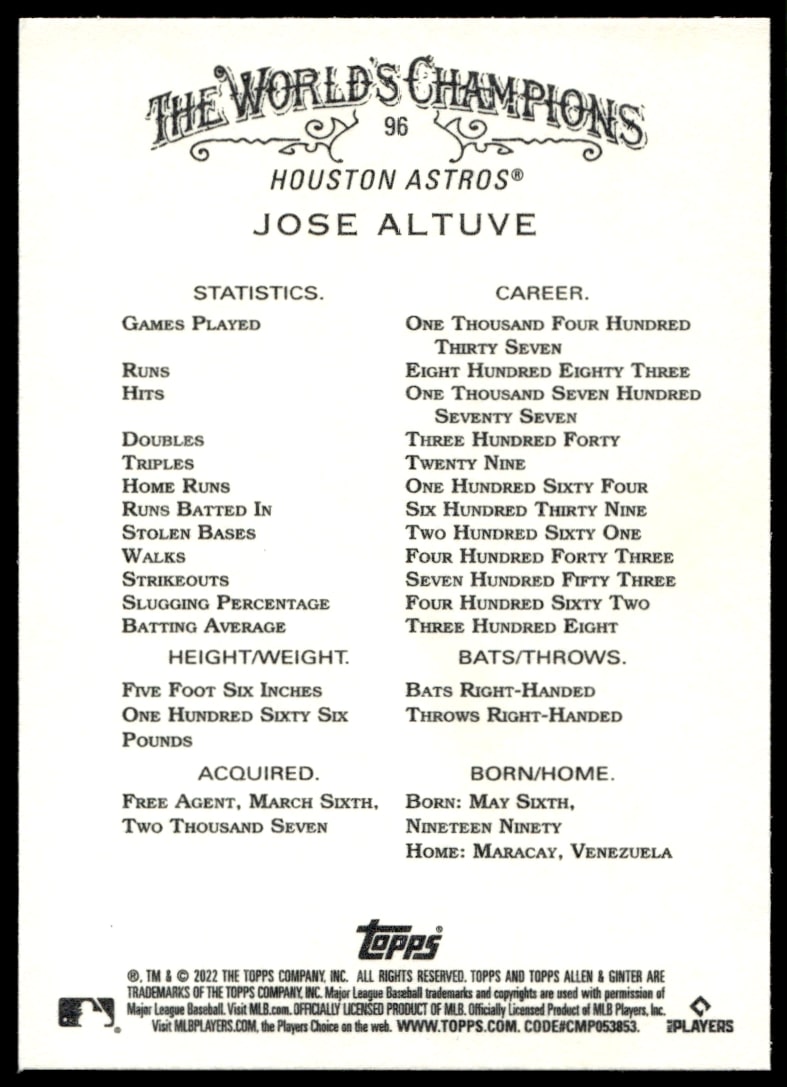 THE WORLD'S CHAMPIONS
96
HOUSTON ASTROS®
JOSE ALTUVE
STATISTICS. CAREER.
GAMES PLAYED ONE THOUSAND FOUR HUNDRED
THIRTY SEVEN
RUNS EIGHT HUNDRED EIGHTY THREE
HITS ONE THOUSAND SEVEN HUNDRED
SEVENTY SEVEN
DOUBLES THREE HUNDRED FORTY
TRIPLES TWENTY NINE
HOME RUNS ONE HUNDRED SIXTY FOUR
RUNS BATTED IN SIX HUNDRED THIRTY NINE
STOLEN BASES TWO HUNDRED SIXTY ONE
WALKS FOUR HUNDRED FORTY THREE
STRIKEOUTS SEVEN HUNDRED FIFTY THREE
SLUGGING PERCENTAGE FOUR HUNDRED SIXTY TWO
BATTING AVERAGE THREE HUNDRED EIGHT
HEIGHT/WEIGHT. BATS/THROWS.
FIVE FOOT SIX INCHES BATS RIGHT-HANDED
ONE HUNDRED SIXTY SIX THROWS RIGHT-HANDED
POUNDS
ACQUIRED. BORN/HOME.
FREE AGENT, MARCH SIXTH, BORN: MAY SIXTH,
TWO THOUSAND SEVEN NINETEEN NINETY
HOME: MARACAY, VENEZUELA
topps®
®, TM & © 2022 THE TOPPS COMPANY, INC. ALL RIGHTS RESERVED. TOPPS AND TOPPS ALLEN & GINTER ARE
TRADEMARKS OF THE TOPPS COMPANY, INC. Major League Baseball trademarks and copyrights are used with permission of
Major League Baseball. Visit MLB.com. OFFICIALLY LICENSED PRODUCT OF MLB. Officially Licensed Product of MLB Players, Inc.
Visit MLBPLAYERS.COM, the Players Choice on the web. WWW.TOPPS.COM. CODE#CMP053853.
MLB PLAYERS